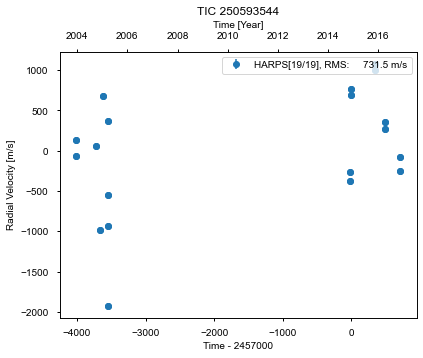 TIC 250593544
Time [Year]
2004 2006 2008 2010 2012 2014 2016
HARPS[19/19], RMS: 731.5 m/s
1000
500
0
−500
−1000
−1500
−2000
Radial Velocity [m/s]
−4000 −3000 −2000 −1000 0
Time - 2457000